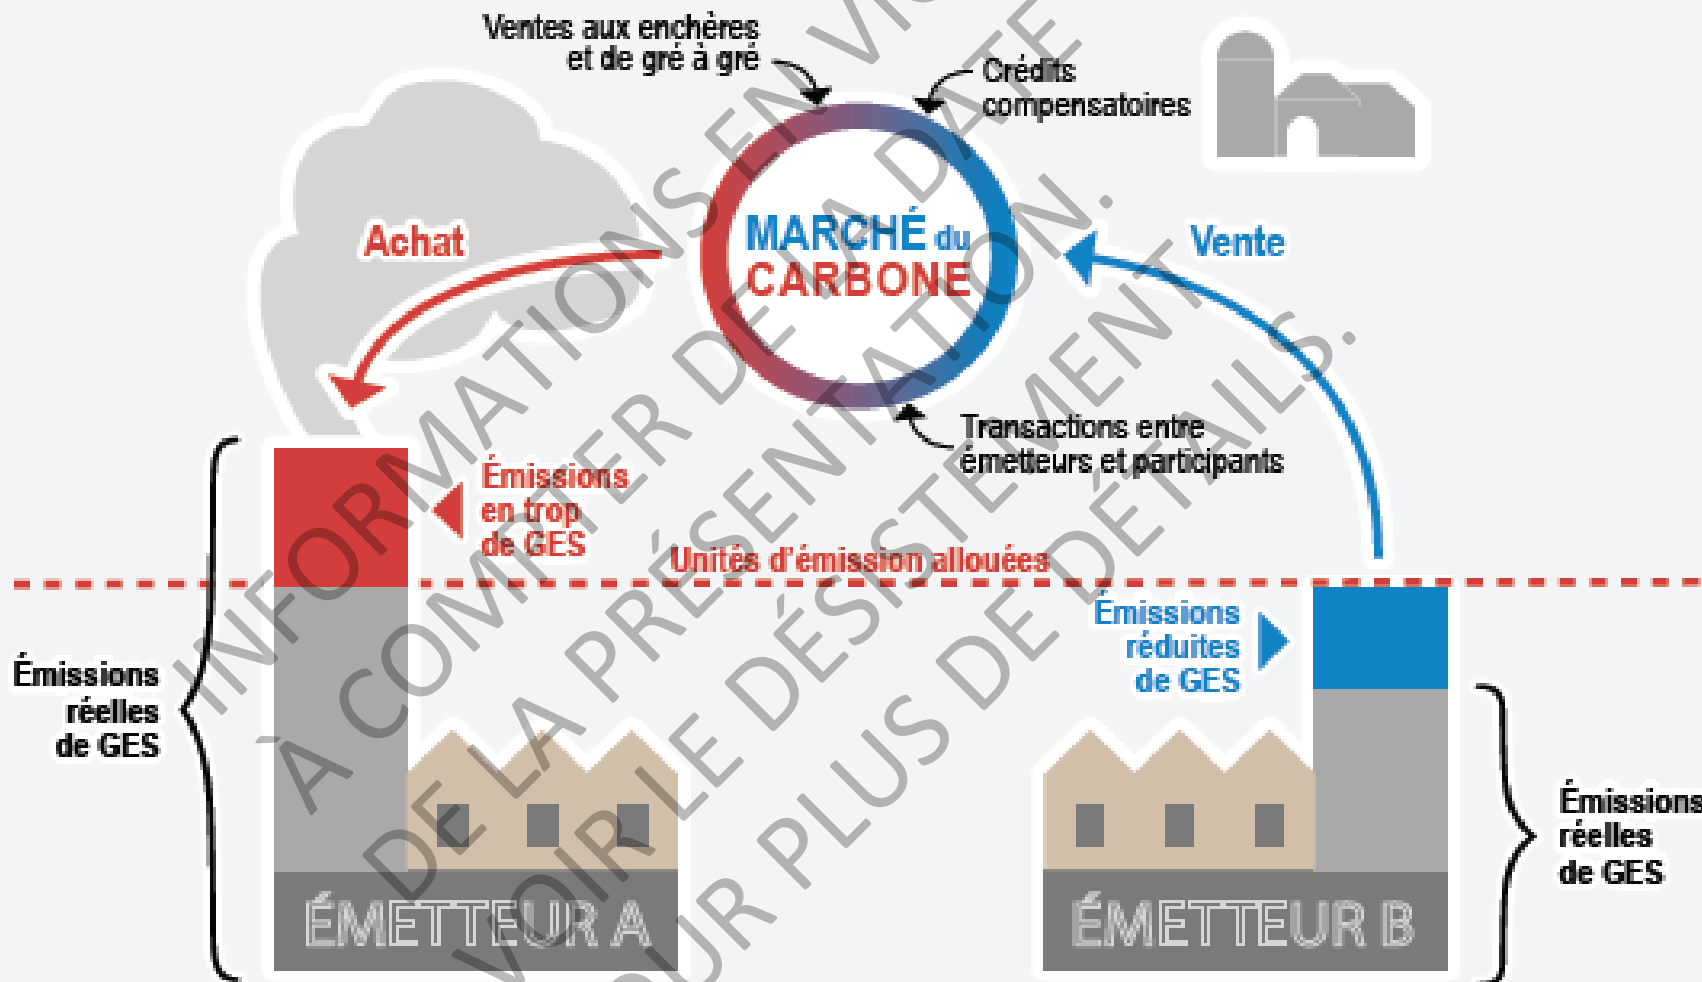 Ventes aux enchères
et de gré à gré
Crédits
compensatoires
Achat
MARCHÉ du
CARBONE
Vente
Transactions entre
émetteurs et participants
Émissions
en trop
de GES
Unités d'émission allouées
Émissions
réduites
de GES
Émissions
réelles
de GES
Émissions
réelles
de GES
ÉMETTEUR A
ÉMETTEUR B
INFORMATIONS EN
À COMPTER DE LA DATE
DE LA PRÉSENTATION.
VOIR LE DÉSISTEMENT
POUR PLUS DE DÉTAILS.